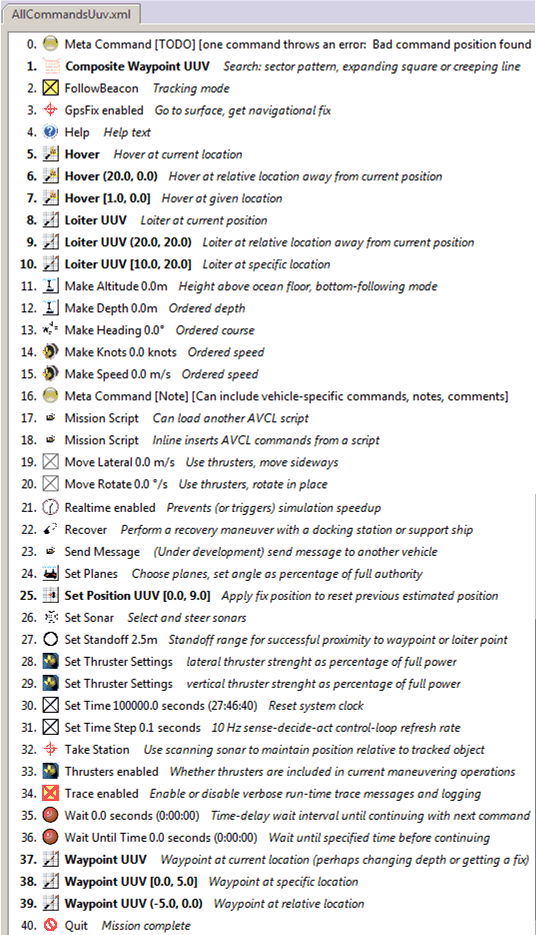 AllCommandsUuv.xml
0. Meta Command [TODO] [one command throws an error: Bad command position found
1. Composite Waypoint UUV Search: sector pattern, expanding square or creeping line
2. FollowBeacon Tracking mode
3. GpsFix enabled Go to surface, get navigational fix
4. Help Help text
5. Hover Hover at current location
6. Hover (20.0, 0.0) Hover at relative location away from current position
7. Hover [1.0, 0.0] Hover at given location
8. Loiter UUV Loiter at current position
9. Loiter UUV (20.0, 20.0) Loiter at relative location away from current position
10. Loiter UUV [10.0, 20.0] Loiter at specific location
11. Make Altitude 0.0m Height above ocean floor, bottom-following mode
12. Make Depth 0.0m Ordered depth
13. Make Heading 0.0° Ordered course
14. Make Knots 0.0 knots Ordered speed
15. Make Speed 0.0 m/s Ordered speed
16. Meta Command [Note] [Can include vehicle-specific commands, notes, comments]
17. Mission Script Can load another AVCL script
18. Mission Script Inline inserts AVCL commands from a script
19. Move Lateral 0.0 m/s Use thrusters, move sideways
20. Move Rotate 0.0 °/s Use thrusters, rotate in place
21. Realtime enabled Prevents (or triggers) simulation speedup
22. Recover Perform a recovery maneuver with a docking station or support ship
23. Send Message (Under development) send message to another vehicle
24. Set Planes Choose planes, set angle as percentage of full authority
25. Set Position UUV [0.0, 9.0] Apply fix position to reset previous estimated position
26. Set Sonar Select and steer sonars
27. Set Standoff 2.5m Standoff range for successful proximity to waypoint or loiter point
28. Set Thruster Settings lateral thruster strenght as percentage of full power
29. Set Thruster Settings vertical thruster strenght as percentage of full power
30. Set Time 100000.0 seconds (27:46:40) Reset system clock
31. Set Time Step 0.1 seconds 10 Hz sense-decide-act control-loop refresh rate
32. Take Station Use scanning sonar to maintain position relative to tracked object
33. Thrusters enabled Whether thrusters are included in current maneuvering operations
34. Trace enabled Enable or disable verbose run-time trace messages and logging
35. Wait 0.0 seconds (0:00:00) Time-delay wait interval until continuing with next command
36. Wait Until Time 0.0 seconds (0:00:00) Wait until specified time before continuing
37. Waypoint UUV Waypoint at current location (perhaps changing depth or getting a fix)
38. Waypoint UUV [0.0, 5.0] Waypoint at specific location
39. Waypoint UUV (-5.0, 0.0) Waypoint at relative location
40. Quit Mission complete